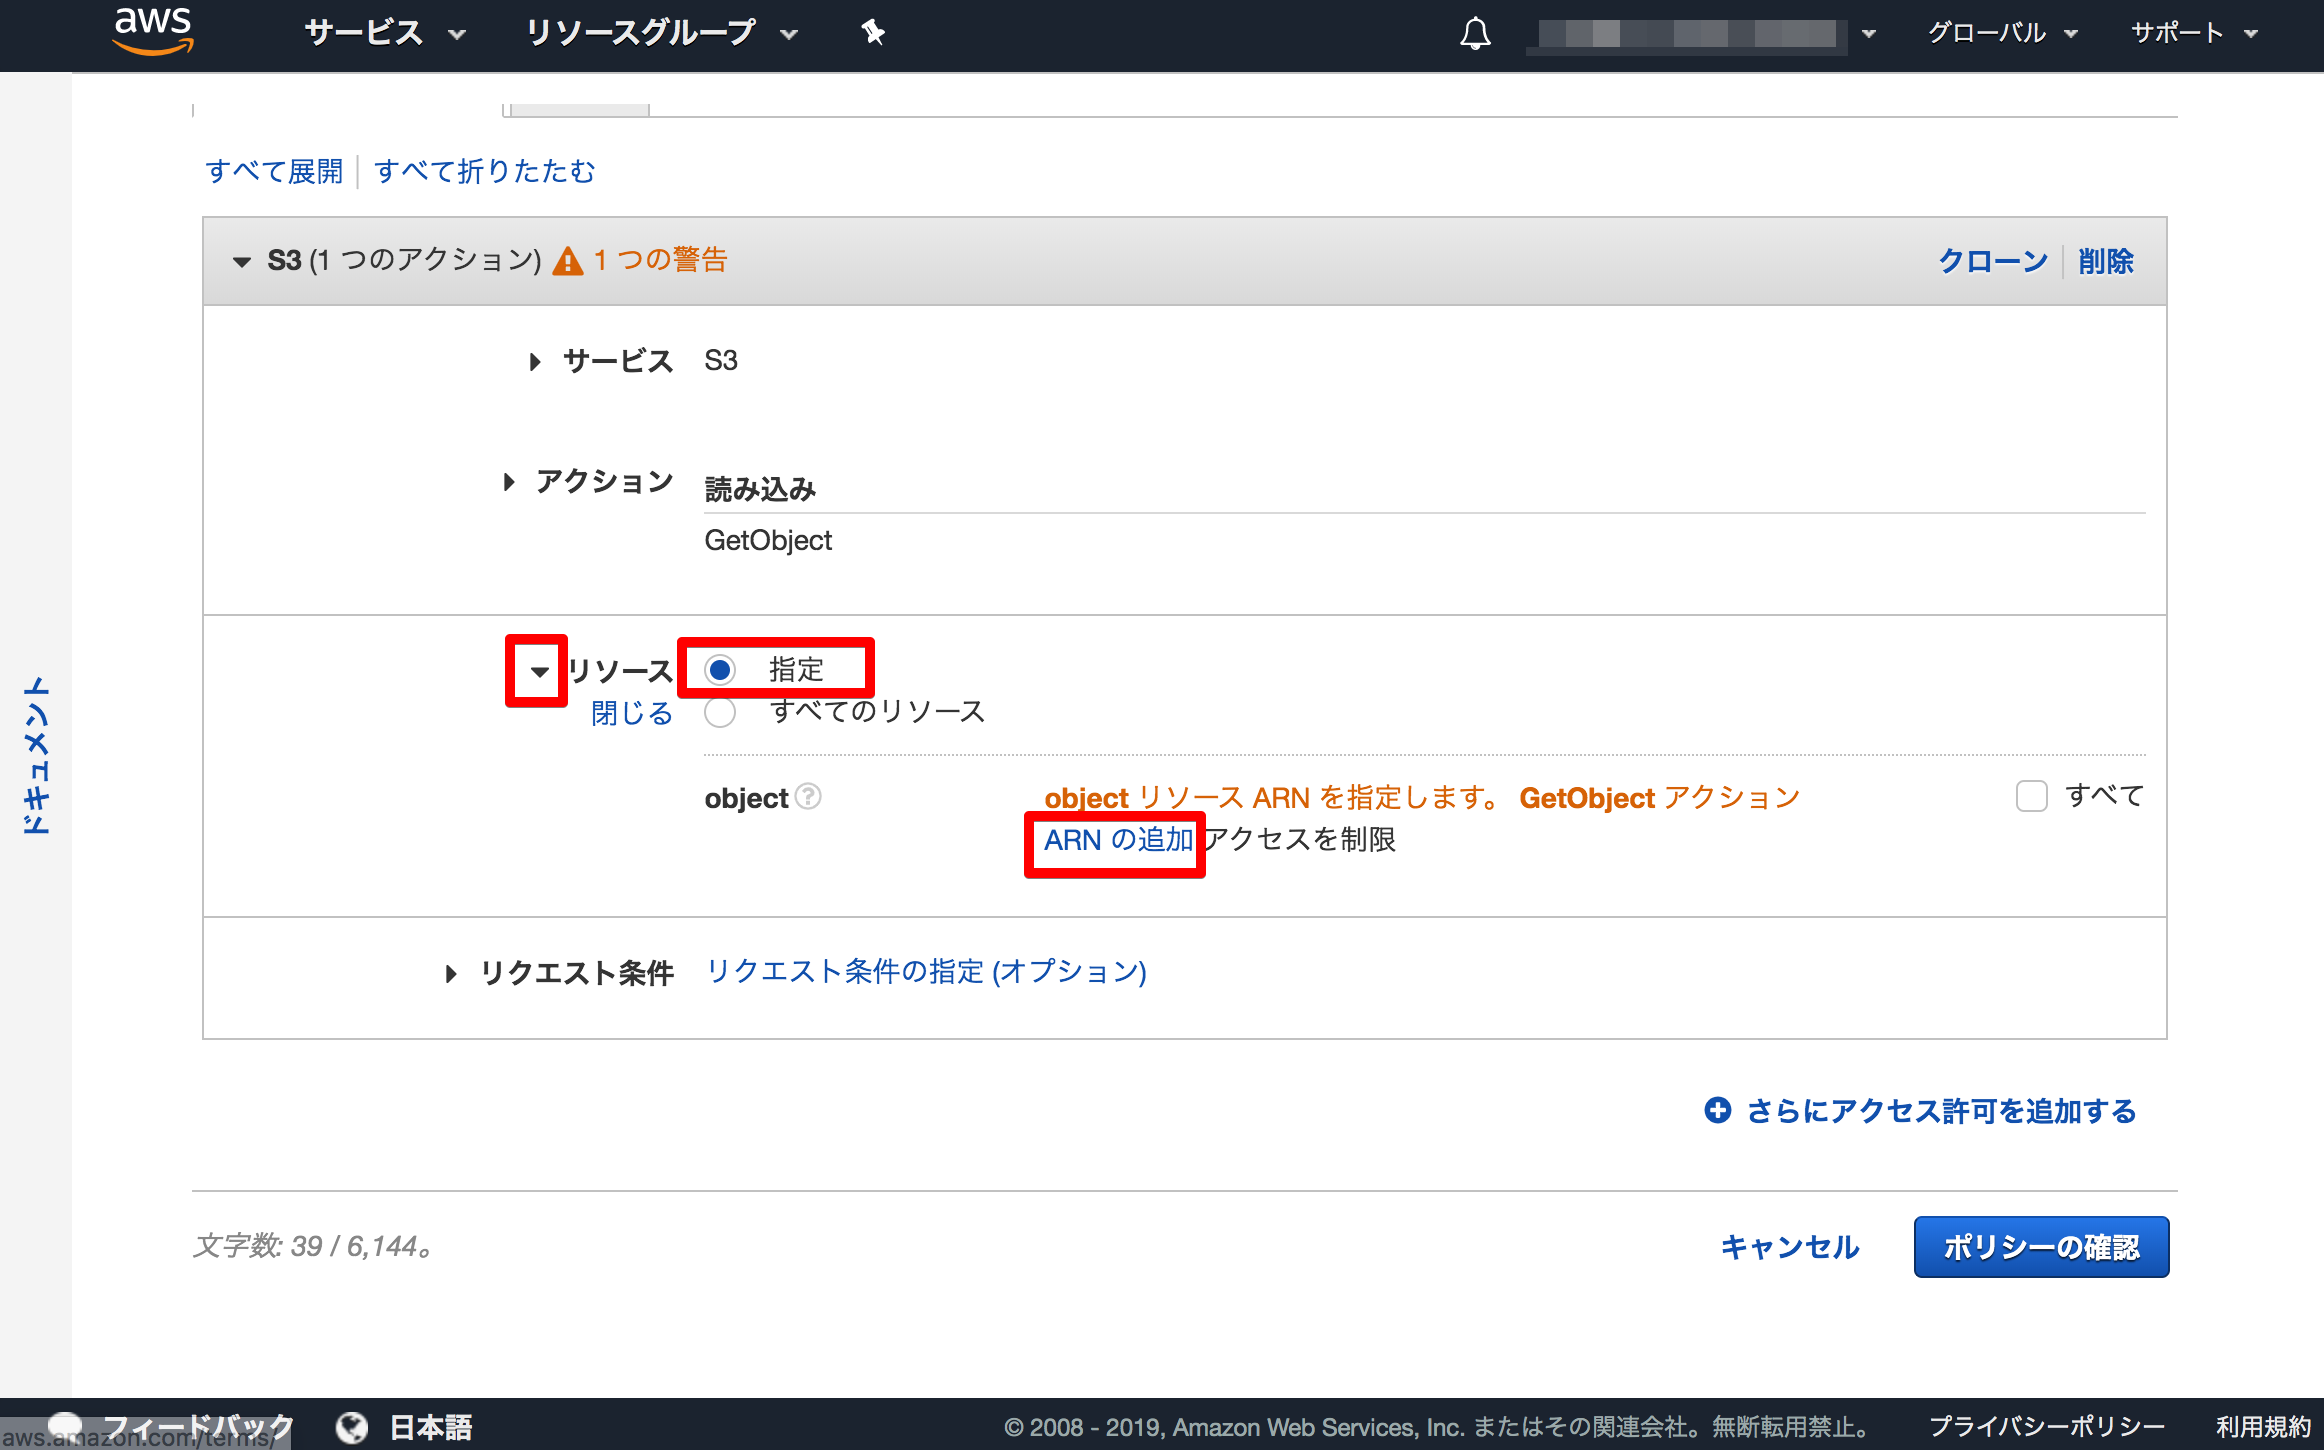 aws サービス リソースグループ グローバル サポート
すべて展開 すべて折りたたむ
S3 (1 つのアクション) 1 つの警告 クローン 削除
サービス S3
アクション 読み込み
GetObject
リソース 指定
閉じる すべてのリソース
object ? object リソース ARN を指定します。 GetObject アクション すべて
ARN の追加 アクセスを制限
リクエスト条件 リクエスト条件の指定 (オプション)
ドキュメント
さらにアクセス許可を追加する
文字数: 39 / 6,144。 キャンセル ポリシーの確認
フィードバック 日本語 © 2008 - 2019, Amazon Web Services, Inc. またはその関連会社。無断転用禁止。 プライバシーポリシー 利用規約
aws.amazon.com/terms/